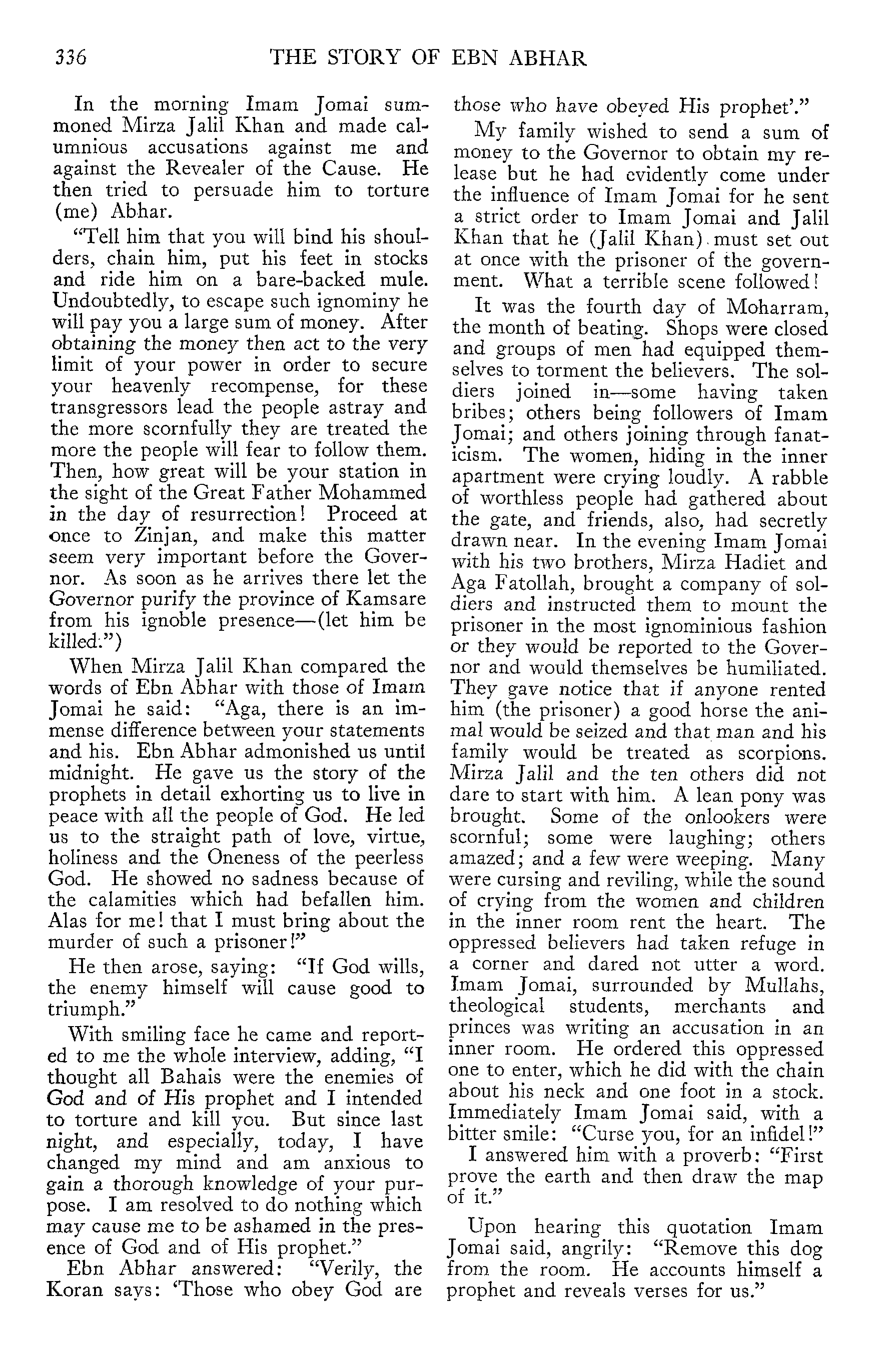 336
THE STORY OF EBN ABHAR
In the morning Imam Jomai sum-
moned Mirza Jalil Khan and made cal-
umnious accusations against me and
against the Revealer of the Cause. He
then tried to persuade him to torture
(me) Abhar.
“Tell him that you will bind his shoul-
ders, chain him, put his feet in stocks
and ride him on a bare-backed mule.
Undoubtedly, to escape such ignominy he
will pay you a large sum of money. After
obtaining the money then act to the very
limit of your power in order to secure
your heavenly recompense, for these
transgressors lead the people astray and
the more scornfully they are treated the
more the people will fear to follow them.
Then, how great will be your station in
the sight of the Great Father Mohammed
in the day of resurrection! Proceed at
once to Zinjan, and make this matter
seem very important before the Gover-
nor. As soon as he arrives there let the
Governor purify the province of Kamsare
from his ignoble presence—(let him be
killed.”)
When Mirza Jalil Khan compared the
words of Ebn Abhar with those of Imam
Jomai he said: “Aga, there is an im-
mense difference between your statements
and his. Ebn Abhar admonished us until
midnight. He gave us the story of the
prophets in detail exhorting us to live in
peace with all the people of God. He led
us to the straight path of love, virtue,
holiness and the Oneness of the peerless
God. He showed no sadness because of
the calamities which had befallen him.
Alas for me! that I must bring about the
murder of such a prisoner!”
He then arose, saying: “If God wills,
the enemy himself will cause good to
triumph.”
With smiling face he came and report-
ed to me the whole interview, adding, “I
thought all Bahais were the enemies of
God and of His prophet and I intended
to torture and kill you. But since last
night, and especially, today, I have
changed my mind and am anxious to
gain a thorough knowledge of your pur-
pose. I am resolved to do nothing which
may cause me to be ashamed in the pres-
ence of God and of His prophet.”
Ebn Abhar answered: “Verily, the
Koran says: ‘Those who obey God are
those who have obeyed His prophet’.”
My family wished to send a sum of
money to the Governor to obtain my re-
lease but he had evidently come under
the influence of Imam Jomai for he sent
a strict order to Imam Jomai and Jalil
Khan that he (Jalil Khan) must set out
at once with the prisoner of the govern-
ment. What a terrible scene followed!
It was the fourth day of Moharram,
the month of beating. Shops were closed
and groups of men had equipped them-
selves to torment the believers. The sol-
diers joined in—some having taken
bribes; others being followers of Imam
Jomai; and others joining through fanat-
icism. The women, hiding in the inner
apartment were crying loudly. A rabble
of worthless people had gathered about
the gate, and friends, also, had secretly
drawn near. In the evening Imam Jomai
with his two brothers, Mirza Hadiet and
Aga Fatollah, brought a company of sol-
diers and instructed them to mount the
prisoner in the most ignominious fashion
or they would be reported to the Gover-
nor and would themselves be humiliated.
They gave notice that if anyone rented
him (the prisoner) a good horse the ani-
mal would be seized and that man and his
family would be treated as scorpions.
Mirza Jalil and the ten others did not
dare to start with him. A lean pony was
brought. Some of the onlookers were
scornful; some were laughing; others
amazed; and a few were weeping. Many
were cursing and reviling, while the sound
of crying from the women and children
in the inner room rent the heart. The
oppressed believers had taken refuge in
a corner and dared not utter a word.
Imam Jomai, surrounded by Mullahs,
theological students, merchants and
princes was writing an accusation in an
inner room. He ordered this oppressed
one to enter, which he did with the chain
about his neck and one foot in a stock.
Immediately Imam Jomai said, with a
bitter smile: “Curse you, for an infidel!”
I answered him with a proverb: “First
prove the earth and then draw the map
of it.”
Upon hearing this quotation Imam
Jomai said, angrily: “Remove this dog
from the room. He accounts himself a
prophet and reveals verses for us.”